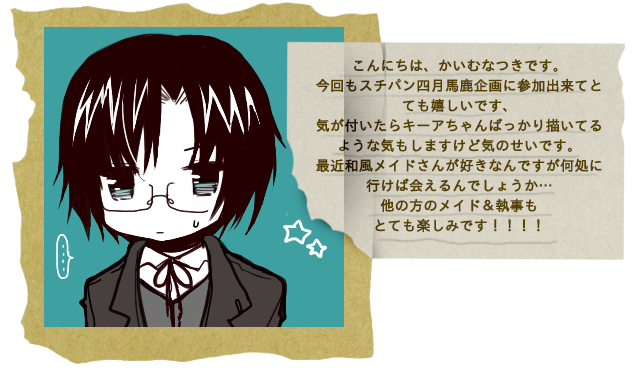 こんにちは、かいむなつきです。
今回もスチパン四月馬鹿企画に参加出来てと
ても嬉しいです、
気が付いたらキーアちゃんばっかり描いてる
ような気もしますけど気のせいです。
最近和風メイドさんが好きなんですが何処に
行けば会えるんでしょうか…
他の方のメイド＆執事も
とても楽しみです！！！！